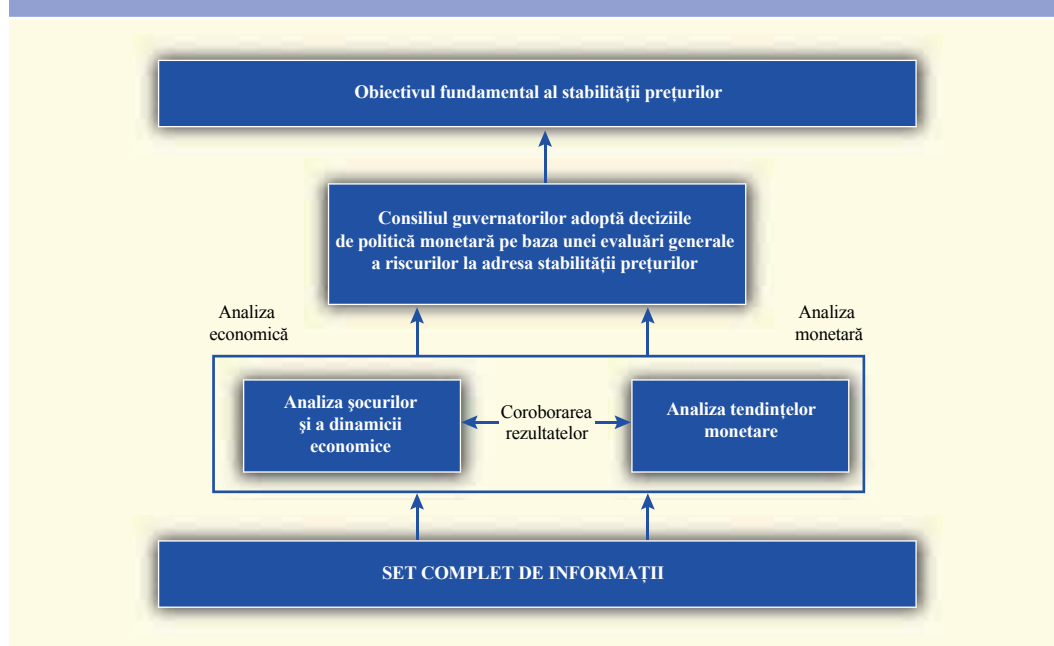 Obiectivul fundamental al stabilității prețurilor
Consiliul guvernatorilor adoptă deciziile
de politică monetară pe baza unei evaluări generale
a riscurilor la adresa stabilității prețurilor
Analiza
economică
Analiza
monetară
Analiza şocurilor
şi a dinamicii
economice
Coroborarea
rezultatelor
Analiza tendințelor
monetare
SET COMPLET DE INFORMAȚII